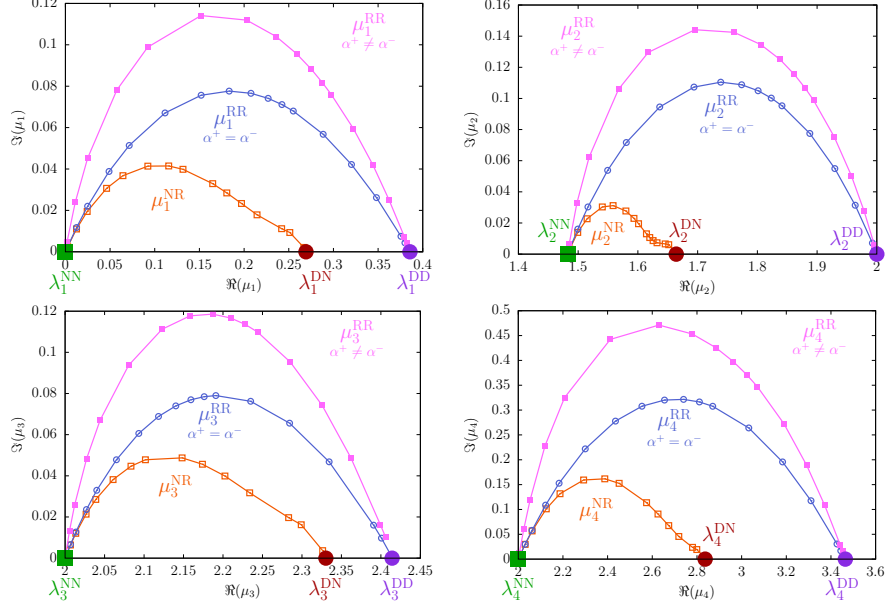 0.12
0.1
0.08
0.06
0.04
0.02
0
ℑ(μ₁)
μ₁ᴿᴿ
α⁺ ≠ α⁻
μ₁ᴿᴿ
α⁺ = α⁻
μ₁ᴺᴿ
0 0.05 0.1 0.15 0.2 0.25 0.3 0.35 0.4
λ₁ᴺᴺ ℜ(μ₁) λ₁ᴰᴺ λ₁ᴰᴰ
0.16
0.14
0.12
0.1
0.08
0.06
0.04
0.02
0
ℑ(μ₂)
μ₂ᴿᴿ
α⁺ ≠ α⁻
μ₂ᴿᴿ
α⁺ = α⁻
λ₂ᴺᴺ μ₂ᴺᴿ λ₂ᴰᴺ λ₂ᴰᴰ
1.4 1.5 1.6 1.7 1.8 1.9 2
ℜ(μ₂)
0.12
0.1
0.08
0.06
0.04
0.02
0
ℑ(μ₃)
μ₃ᴿᴿ
α⁺ ≠ α⁻
μ₃ᴿᴿ
α⁺ = α⁻
μ₃ᴺᴿ
2 2.05 2.1 2.15 2.2 2.25 2.3 2.35 2.4 2.45
λ₃ᴺᴺ ℜ(μ₃) λ₃ᴰᴺ λ₃ᴰᴰ
0.5
0.45
0.4
0.35
0.3
0.25
0.2
0.15
0.1
0.05
0
ℑ(μ₄)
μ₄ᴿᴿ
α⁺ ≠ α⁻
μ₄ᴿᴿ
α⁺ = α⁻
μ₄ᴺᴿ
λ₄ᴰᴺ
2 2.2 2.4 2.6 2.8 3 3.2 3.4 3.6
λ₄ᴺᴺ ℜ(μ₄) λ₄ᴰᴰ